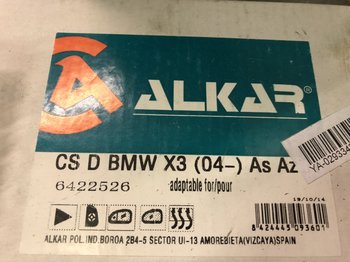 ALKAR®
CS D BMW X3 (04-) As Az
6422526
adaptable for/pour
19/10/14
8 424445 093601
ALKAR POL.IND BOROA 2B4-5 SECTOR UI-13 AMOREBIETA(VIZCAYA)SPAIN